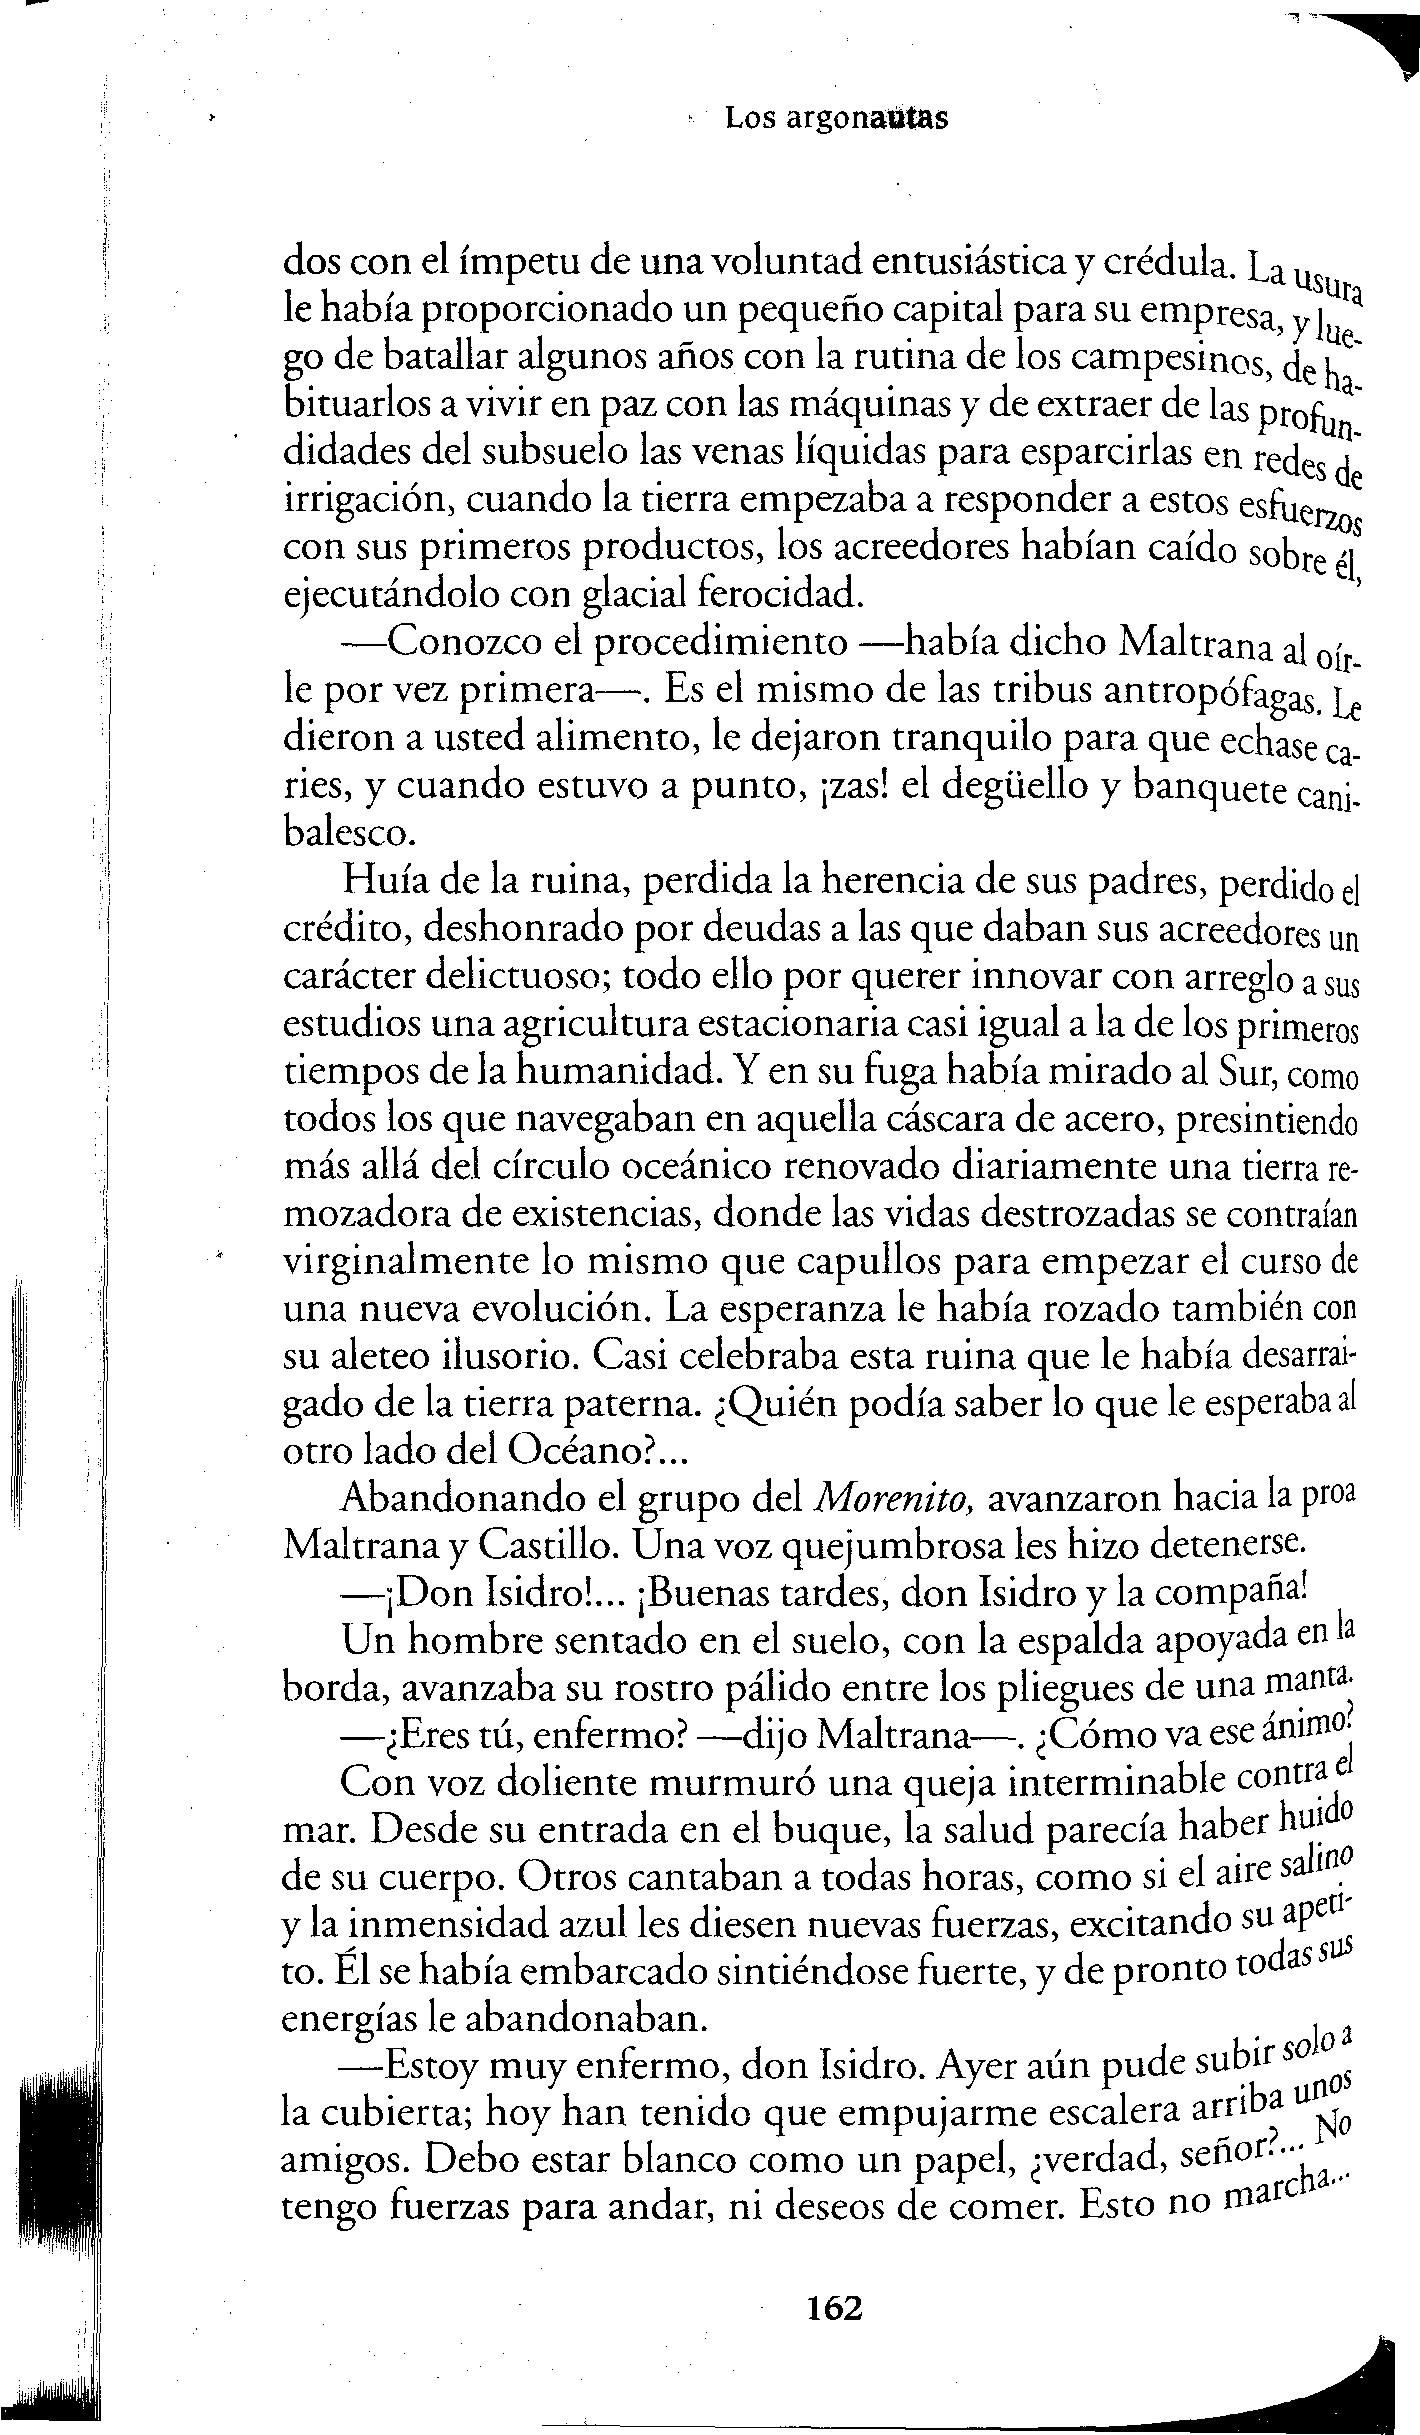 Los argonautas
dos con el ímpetu de una voluntad entusiástica y crédula. La usura
le había proporcionado un pequeño capital para su empresa, y lue-
go de batallar algunos años con la rutina de los campesinos, de ha-
bituarlos a vivir en paz con las máquinas y de extraer de las profun-
didades del subsuelo las venas líquidas para esparcirlas en redes de
irrigación, cuando la tierra empezaba a responder a estos esfuerzos
con sus primeros productos, los acreedores habían caído sobre él,
ejecutándolo con glacial ferocidad.
—Conozco el procedimiento —había dicho Maltrana al oír-
le por vez primera—. Es el mismo de las tribus antropófagas. Le
dieron a usted alimento, le dejaron tranquilo para que echase ca-
ries, y cuando estuvo a punto, ¡zas! el degüello y banquete cani-
balesco.
Huía de la ruina, perdida la herencia de sus padres, perdido el
crédito, deshonrado por deudas a las que daban sus acreedores un
carácter delictuoso; todo ello por querer innovar con arreglo a sus
estudios una agricultura estacionaria casi igual a la de los primeros
tiempos de la humanidad. Y en su fuga había mirado al Sur, como
todos los que navegaban en aquella cáscara de acero, presintiendo
más allá del círculo oceánico renovado diariamente una tierra re-
mozadora de existencias, donde las vidas destrozadas se contraían
virginalmente lo mismo que capullos para empezar el curso de
una nueva evolución. La esperanza le había rozado también con
su aleteo ilusorio. Casi celebraba esta ruina que le había desarrai-
gado de la tierra paterna. ¿Quién podía saber lo que le esperaba al
otro lado del Océano?...
Abandonando el grupo del Morenito, avanzaron hacia la proa
Maltrana y Castillo. Una voz quejumbrosa les hizo detenerse.
—¡Don Isidro!... ¡Buenas tardes, don Isidro y la compaña!
Un hombre sentado en el suelo, con la espalda apoyada en la
borda, avanzaba su rostro pálido entre los pliegues de una manta.
—¿Eres tú, enfermo? —dijo Maltrana—. ¿Cómo va ese ánimo?
Con voz doliente murmuró una queja interminable contra el
mar. Desde su entrada en el buque, la salud parecía haber huido
de su cuerpo. Otros cantaban a todas horas, como si el aire salino
y la inmensidad azul les diesen nuevas fuerzas, excitando su apeti-
to. Él se había embarcado sintiéndose fuerte, y de pronto todas sus
energías le abandonaban.
—Estoy muy enfermo, don Isidro. Ayer aún pude subir solo a
la cubierta; hoy han tenido que empujarme escalera arriba unos
amigos. Debo estar blanco como un papel, ¿verdad, señor?... No
tengo fuerzas para andar, ni deseos de comer. Esto no marcha...
162